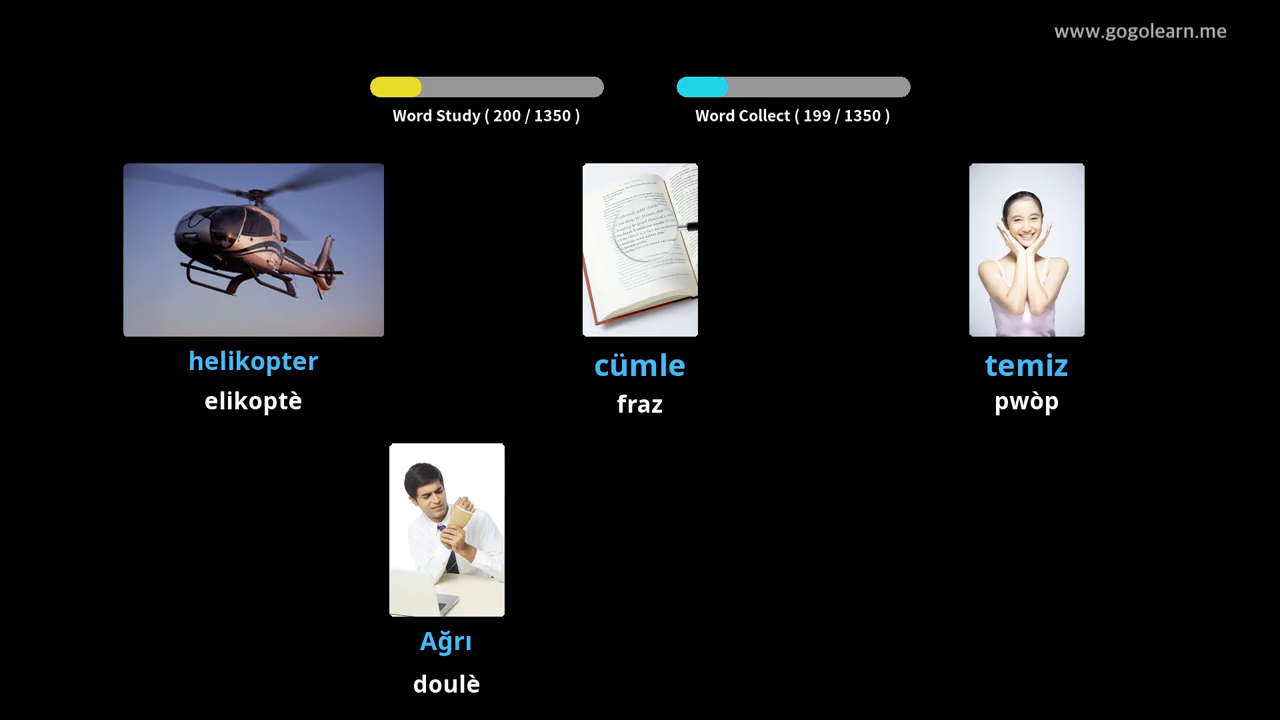 www.gogolearn.me
Word Study ( 200 / 1350 )
Word Collect ( 199 / 1350 )
helikopter
elikoptè
cümle
fraz
temiz
pwòp
Ağrı
doulè